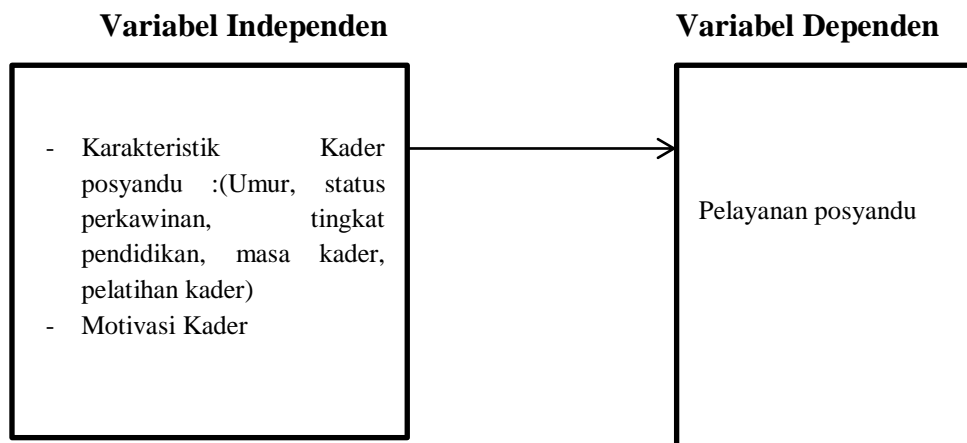 Variabel Independen
Variabel Dependen
- Karakteristik Kader
posyandu :(Umur, status
perkawinan, tingkat
pendidikan, masa kader,
pelatihan kader)
- Motivasi Kader
Pelayanan posyandu